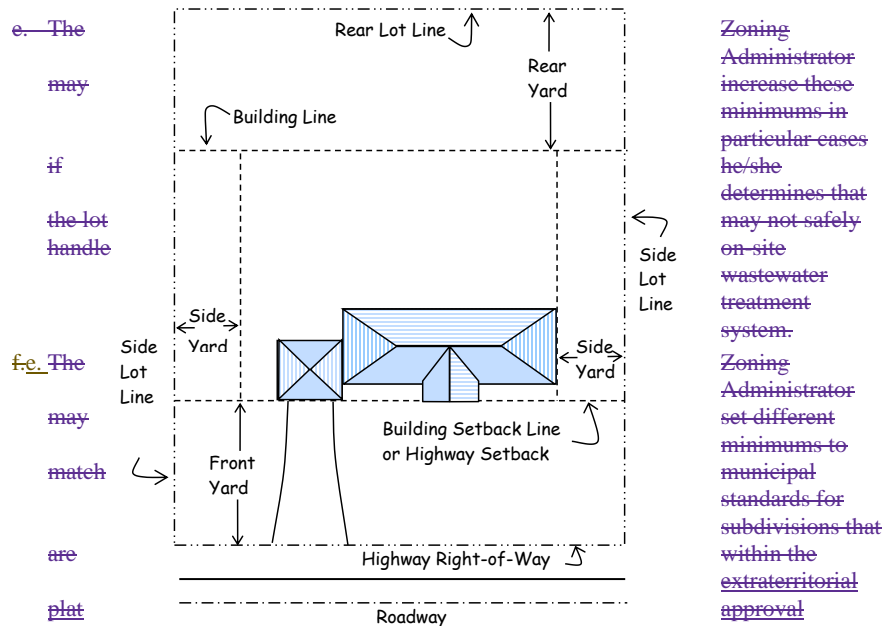 e. The Zoning
Administrator
may increase these
minimums in
particular cases
if he/she
determines that
the lot may not safely
handle on-site
wastewater
treatment
system.
f.e. The Zoning
Administrator
may set different
minimums to
match municipal
standards for
subdivisions that
are within the
extraterritorial
plat approval
Rear Lot Line
Rear
Yard
Building Line
Side
Lot
Line
Side
Yard
Side
Lot
Line
Side
Yard
Building Setback Line
or Highway Setback
Front
Yard
Highway Right-of-Way
Roadway